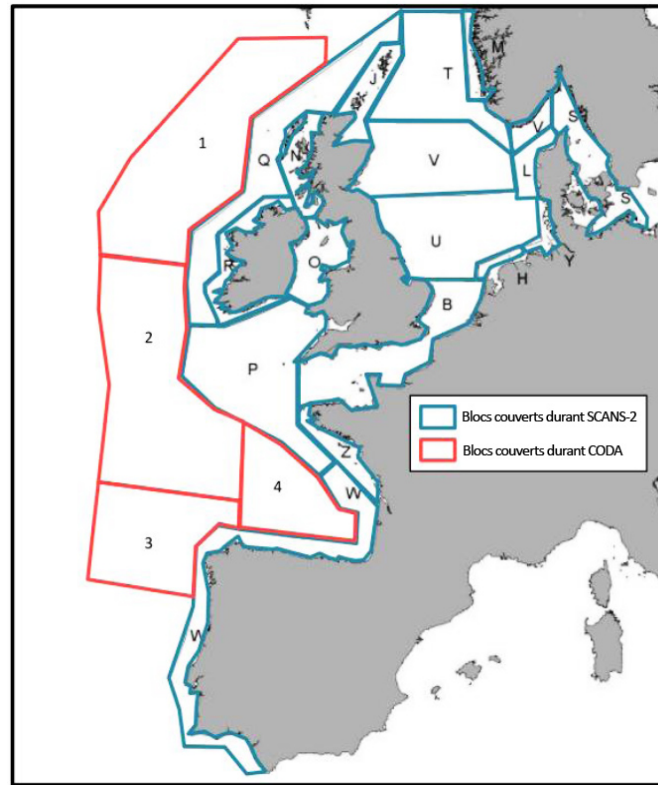 M
J
T
1
V
S
Q
N
L
V
S
R
O
U
Y
H
B
2
P
Blocs couverts durant SCANS-2
Blocs couverts durant CODA
Z
4
W
3
W